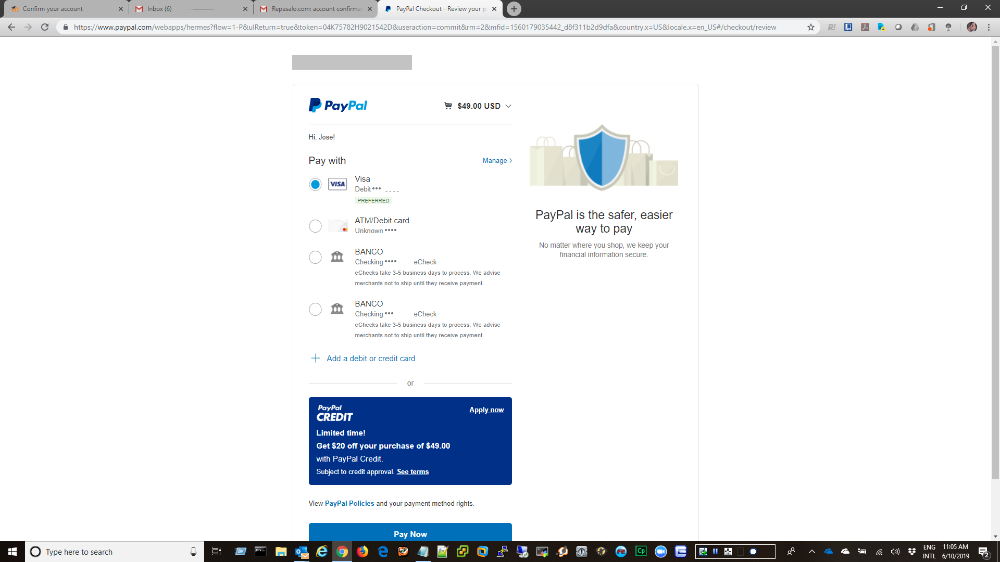 Confirm your account
Inbox (6)
Repasalo.com: account confirmat
PayPal Checkout - Review your p
https://www.paypal.com/webapps/hermes?flow=1-P&ulReturn=true&token=04K75782H9021542D&useraction=commit&rm=2&mfid=1560179035442_d8f311b2d9dfa&country.x=US&locale.x=en_US#/checkout/review
PayPal
$49.00 USD
Hi, Jose!
Pay with
Manage >
VISA
Visa
Debit •••
PREFERRED
ATM/Debit card
Unknown ••••
BANCO
Checking •••• eCheck
eChecks take 3-5 business days to process. We advise
merchants not to ship until they receive payment.
BANCO
Checking ••• eCheck
eChecks take 3-5 business days to process. We advise
merchants not to ship until they receive payment.
Add a debit or credit card
or
PayPal
CREDIT
Apply now
Limited time!
Get $20 off your purchase of $49.00
with PayPal Credit.
Subject to credit approval. See terms
View PayPal Policies and your payment method rights.
Pay Now
PayPal is the safer, easier
way to pay
No matter where you shop, we keep your
financial information secure.
Type here to search
ENG
INTL
11:05 AM
6/10/2019
2